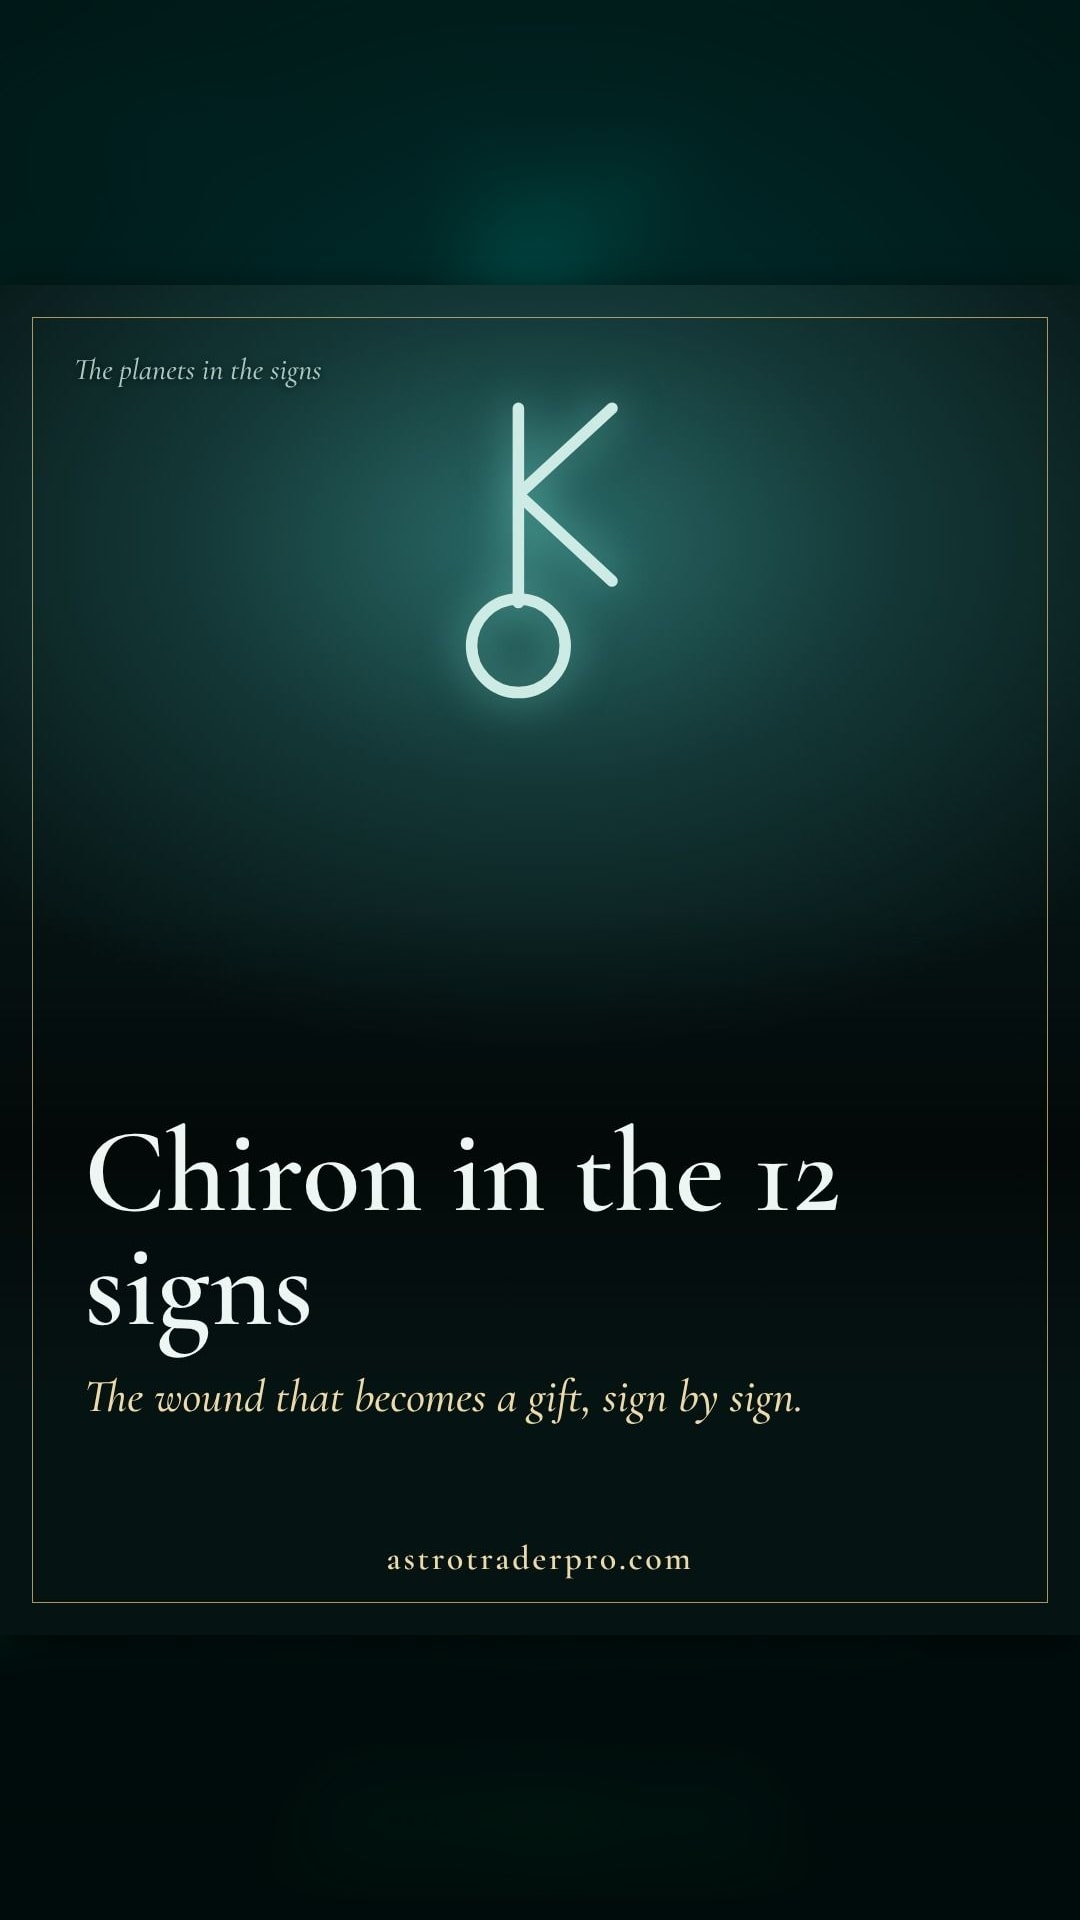 The planets in the signs
Chiron in the 12
signs
The wound that becomes a gift, sign by sign.
astrotraderpro.com